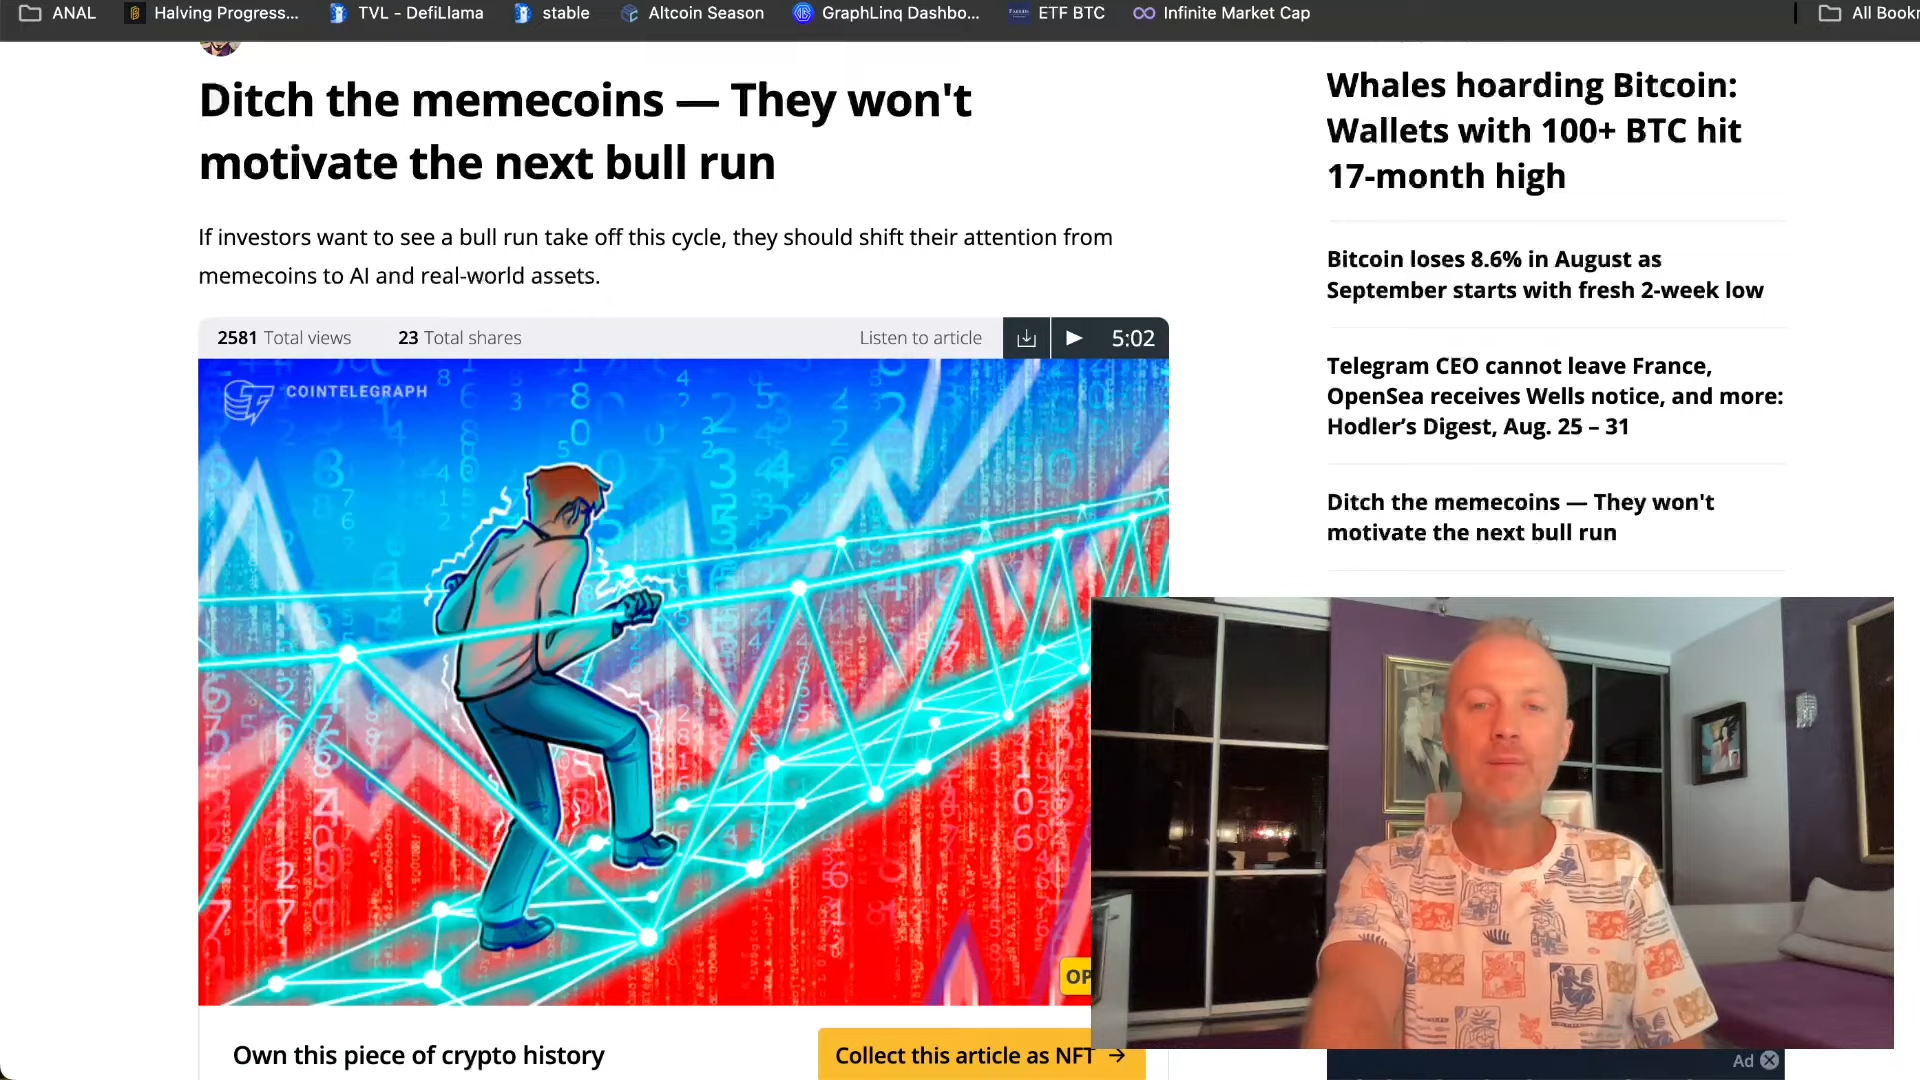 ANAL
Halving Progress...
TVL - DefiLlama
stable
Altcoin Season
GraphLinq Dashbo...
ETF BTC
Infinite Market Cap
All Bookr
Ditch the memecoins — They won't
motivate the next bull run
If investors want to see a bull run take off this cycle, they should shift their attention from
memecoins to AI and real-world assets.
2581 Total views
23 Total shares
Listen to article
5:02
COINTELEGRAPH
OP
Own this piece of crypto history
Collect this article as NFT →
Whales hoarding Bitcoin:
Wallets with 100+ BTC hit
17-month high
Bitcoin loses 8.6% in August as
September starts with fresh 2-week low
Telegram CEO cannot leave France,
OpenSea receives Wells notice, and more:
Hodler’s Digest, Aug. 25 – 31
Ditch the memecoins — They won't
motivate the next bull run
Ad